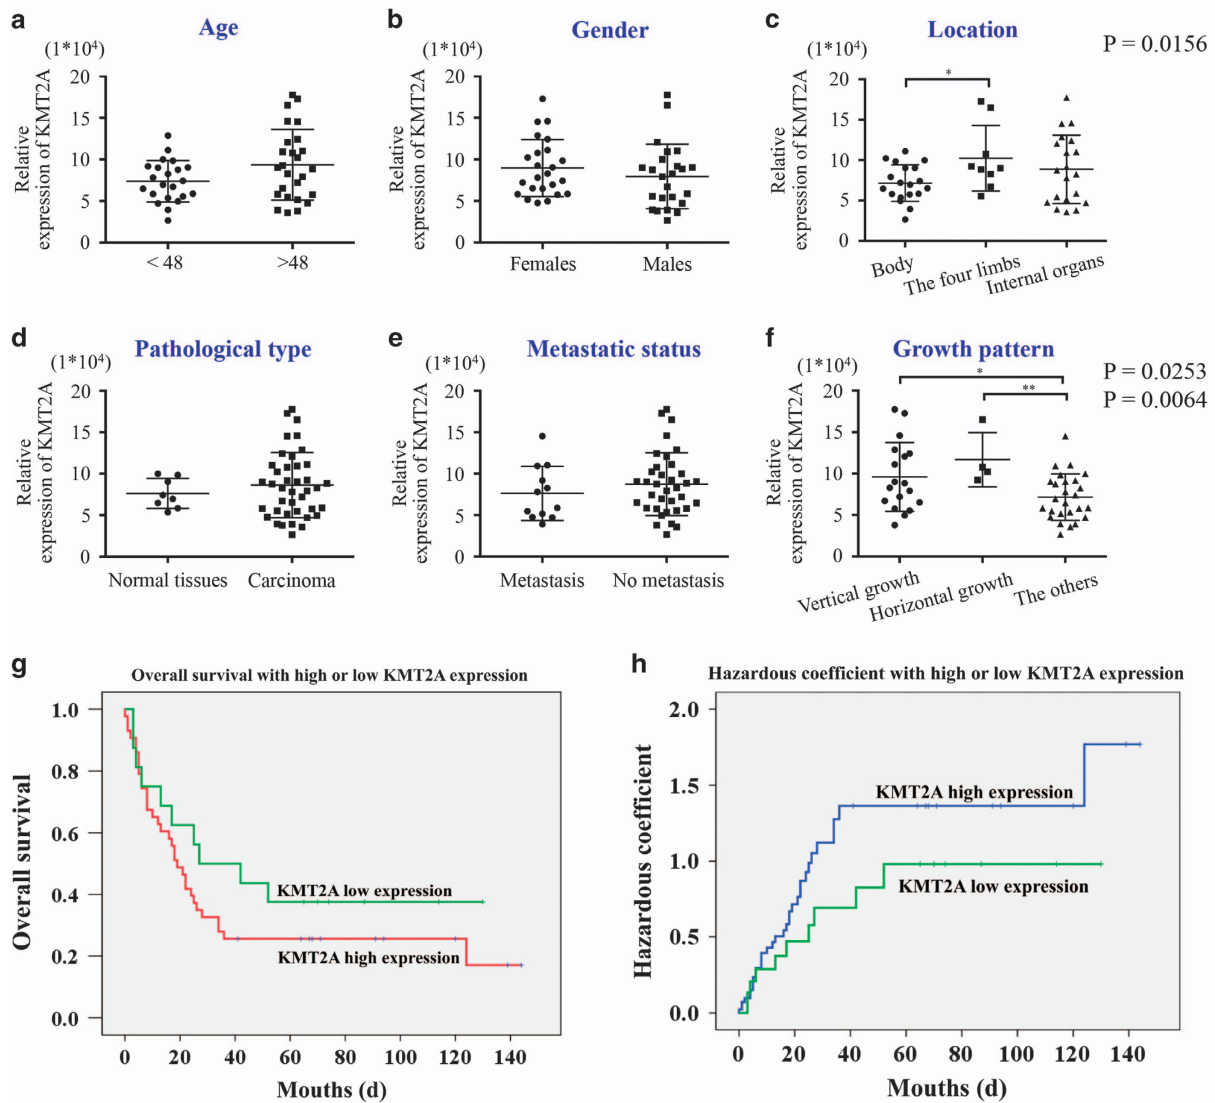 a
Age
(1*10⁴)
Relative
expression of KMT2A
20
15
10
5
0
< 48
>48
b
Gender
(1*10⁴)
Relative
expression of KMT2A
20
15
10
5
0
Females
Males
c
Location
P = 0.0156
(1*10⁴)
Relative
expression of KMT2A
*
20
15
10
5
0
Body
The four limbs
Internal organs
d
Pathological type
(1*10⁴)
Relative
expression of KMT2A
20
15
10
5
0
Normal tissues
Carcinoma
e
Metastatic status
(1*10⁴)
Relative
expression of KMT2A
20
15
10
5
0
Metastasis
No metastasis
f
Growth pattern
P = 0.0253
P = 0.0064
(1*10⁴)
Relative
expression of KMT2A
*
**
20
15
10
5
0
Vertical growth
Horizontal growth
The others
g
Overall survival with high or low KMT2A expression
Overall survival
1.0
0.8
0.6
0.4
0.2
0.0
KMT2A low expression
KMT2A high expression
0 20 40 60 80 100 120 140
Mouths (d)
h
Hazardous coefficient with high or low KMT2A expression
Hazardous coefficient
2.0
1.5
1.0
0.5
0.0
KMT2A high expression
KMT2A low expression
0 20 40 60 80 100 120 140
Mouths (d)